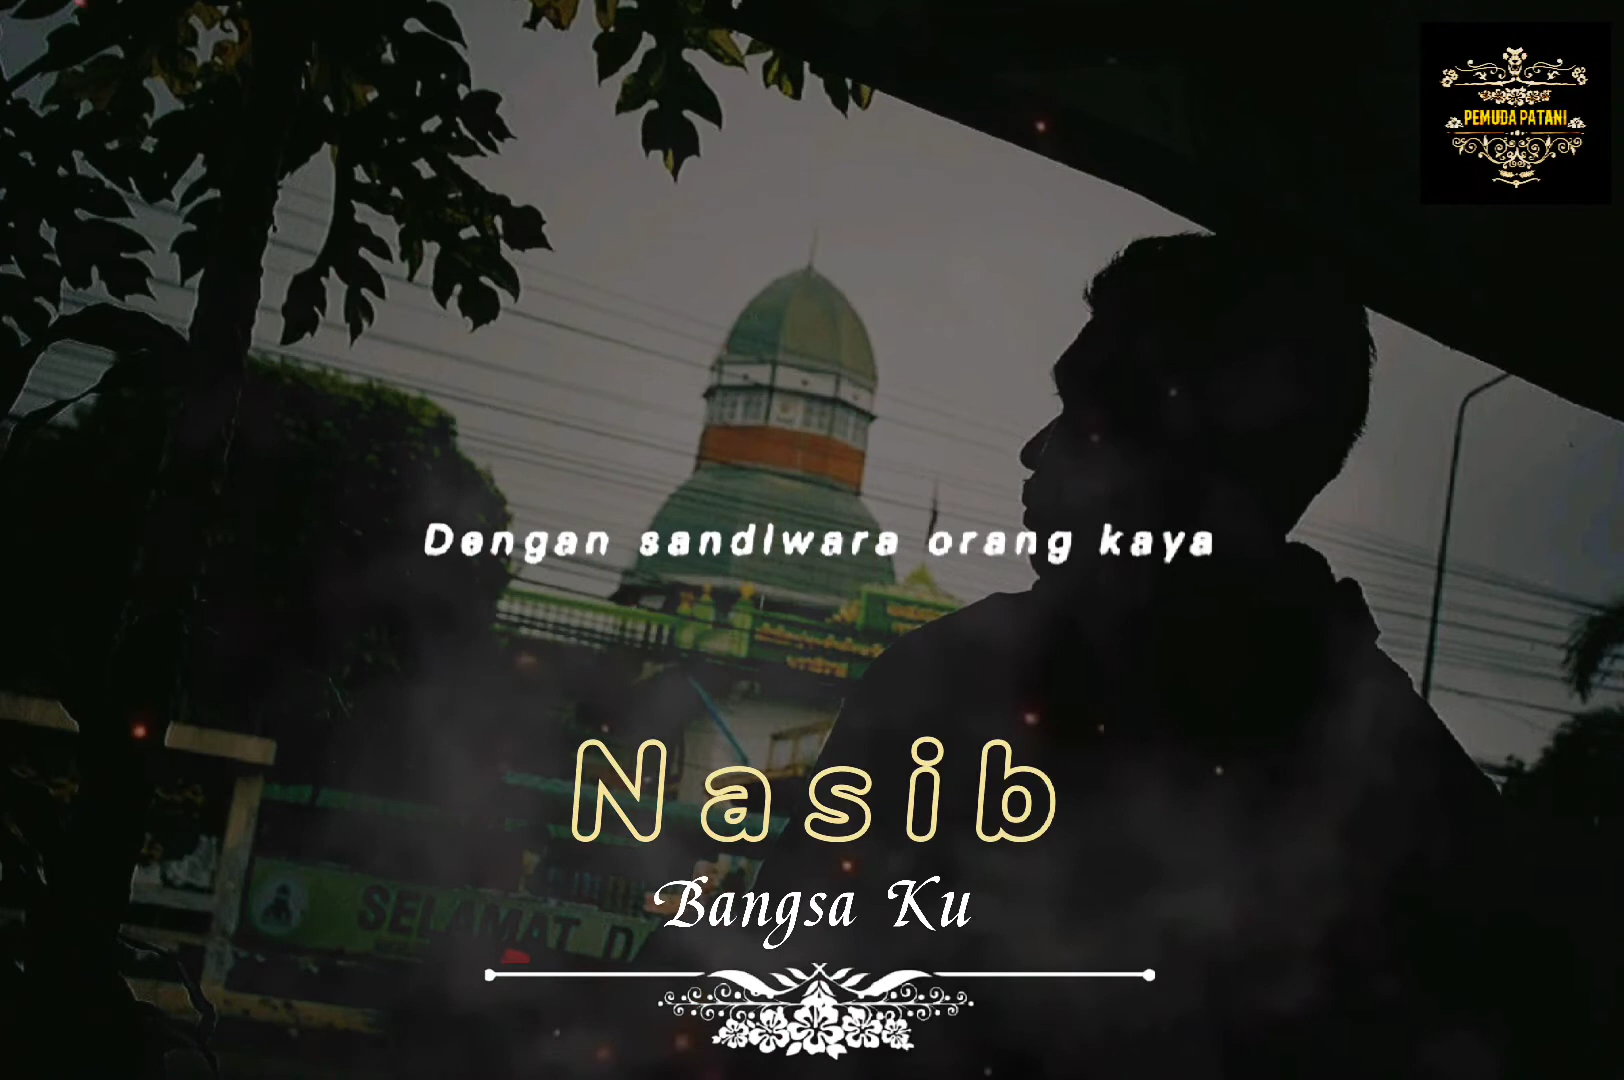 PEMUDA PATANI
Dengan sandiwara orang kaya
Nasib
Bangsa Ku
SELAMAT D